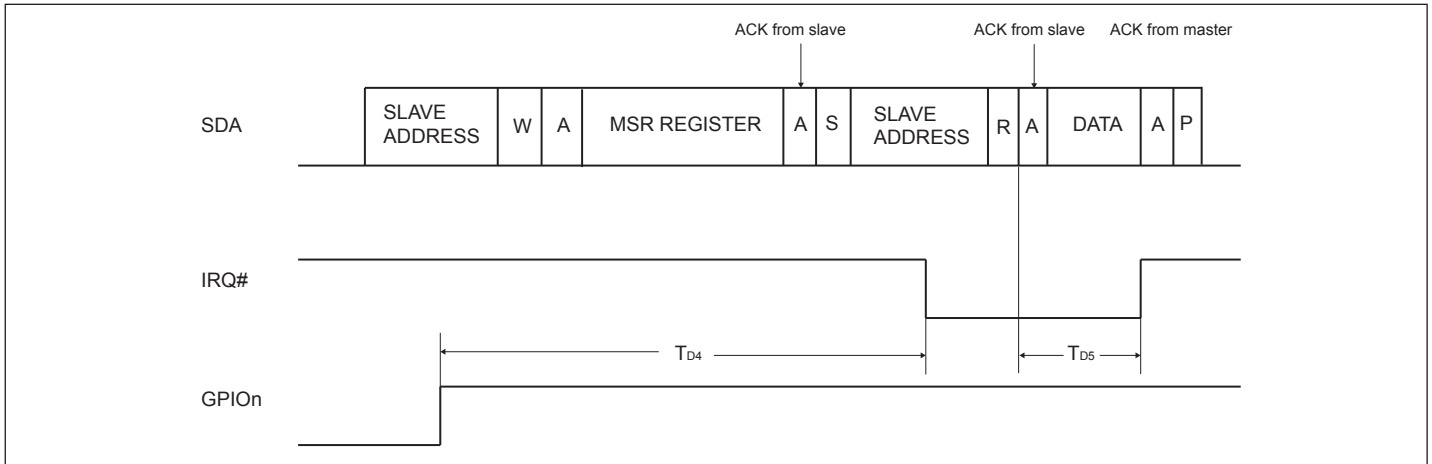 ACK from slave ACK from slave ACK from master
SDA SLAVE ADDRESS W A MSR REGISTER A S SLAVE ADDRESS R A DATA A P
IRQ#
TD4 TD5
GPIOn